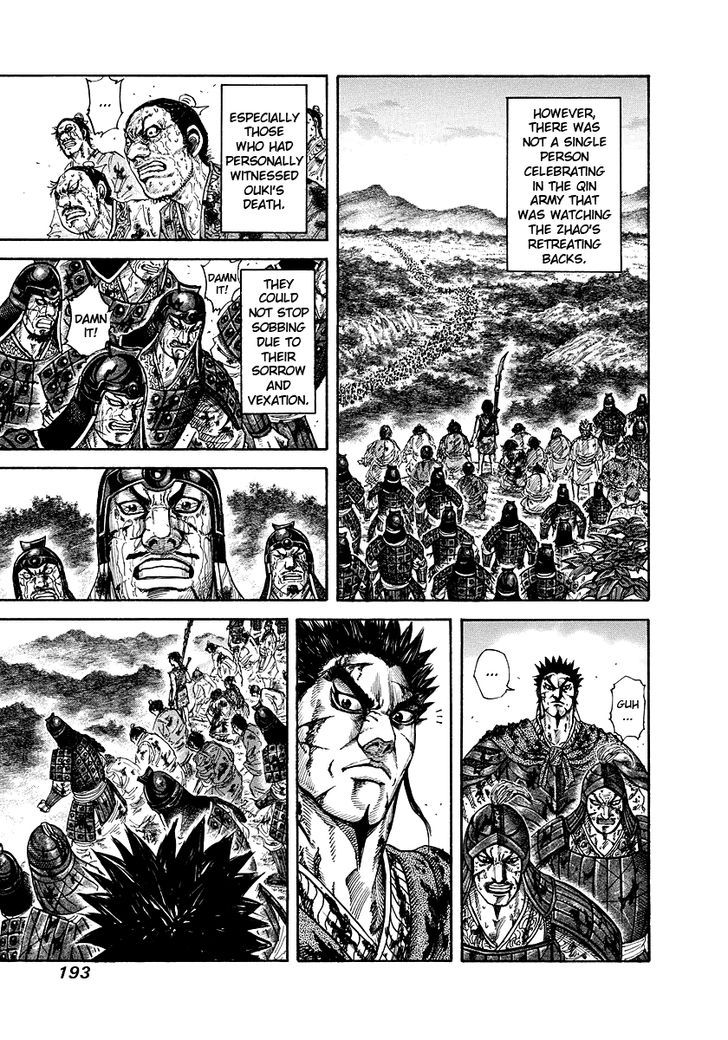 HOWEVER,
THERE WAS
NOT A SINGLE
PERSON
CELEBRATING
IN THE QIN
ARMY THAT
WAS WATCHING
THE ZHAO'S
RETREATING
BACKS.
ESPECIALLY
THOSE
WHO HAD
PERSONALLY
WITNESSED
OUKI'S
DEATH.
...
DAMN
IT!
THEY
COULD
NOT STOP
SOBBING
DUE TO
THEIR
SORROW
AND
VEXATION.
DAMN
IT!
GUH
...
...
193